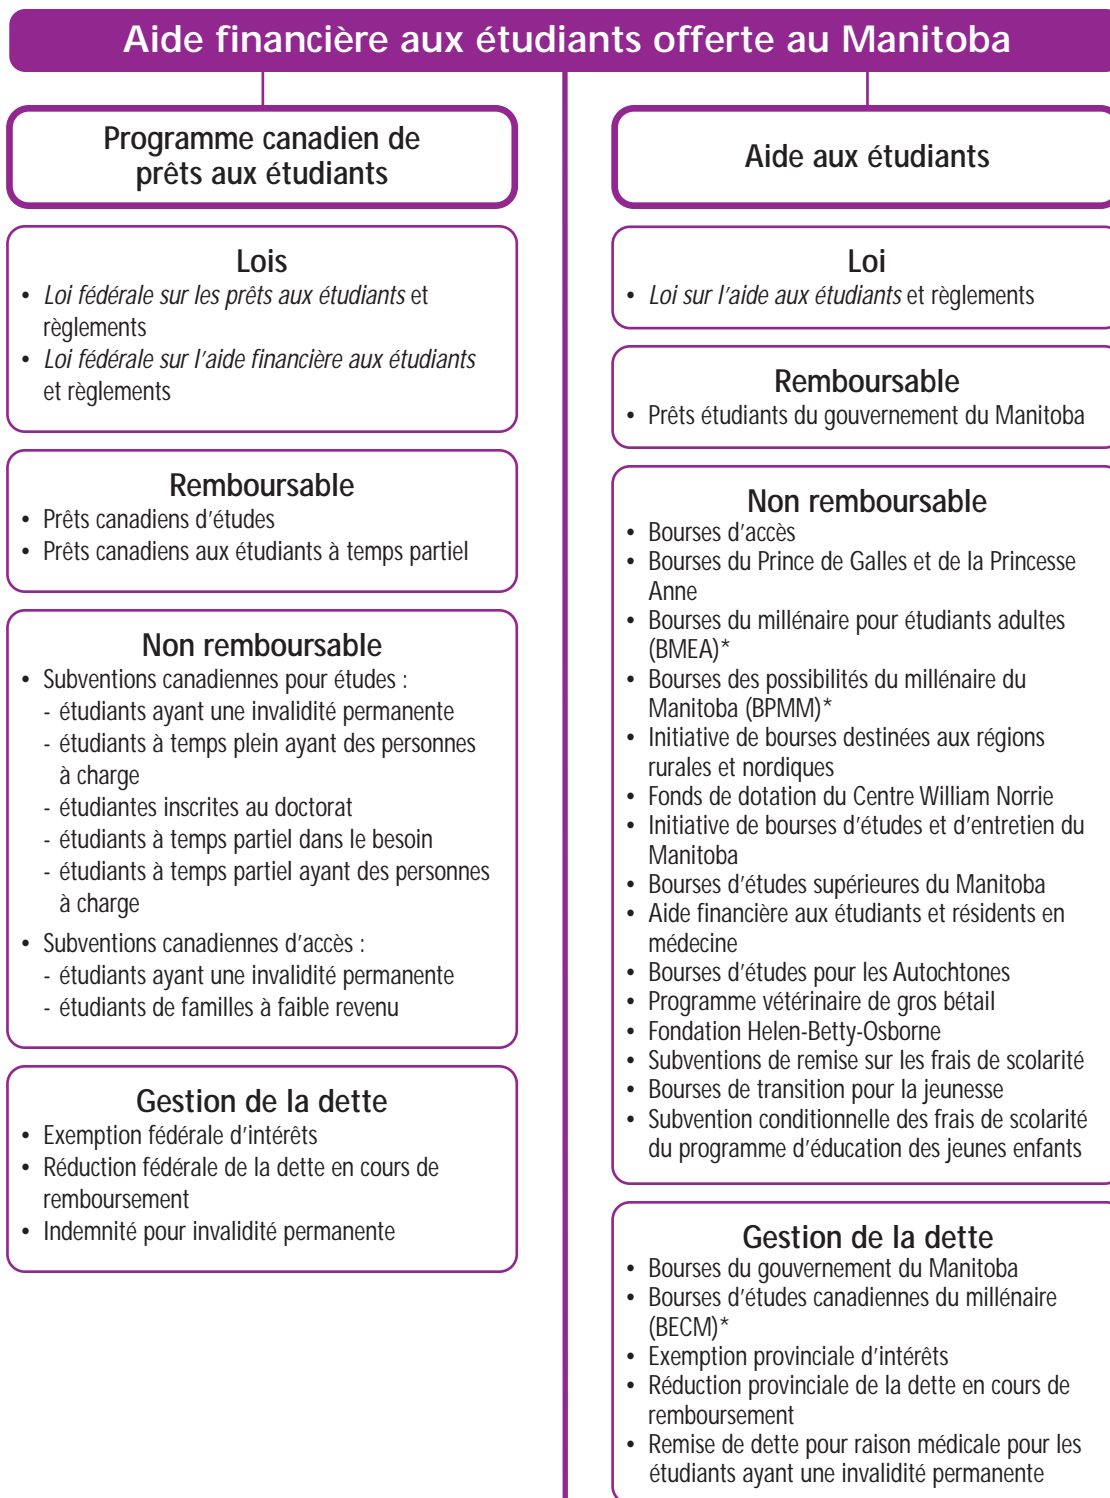 Aide financière aux étudiants offerte au Manitoba
Programme canadien de
prêts aux étudiants
Lois
• Loi fédérale sur les prêts aux étudiants et
règlements
• Loi fédérale sur l'aide financière aux étudiants
et règlements
Remboursable
• Prêts canadiens d'études
• Prêts canadiens aux étudiants à temps partiel
Non remboursable
• Subventions canadiennes pour études :
- étudiants ayant une invalidité permanente
- étudiants à temps plein ayant des personnes
à charge
- étudiantes inscrites au doctorat
- étudiants à temps partiel dans le besoin
- étudiants à temps partiel ayant des personnes
à charge
• Subventions canadiennes d'accès :
- étudiants ayant une invalidité permanente
- étudiants de familles à faible revenu
Gestion de la dette
• Exemption fédérale d'intérêts
• Réduction fédérale de la dette en cours de
remboursement
• Indemnité pour invalidité permanente
Aide aux étudiants
Loi
• Loi sur l'aide aux étudiants et règlements
Remboursable
• Prêts étudiants du gouvernement du Manitoba
Non remboursable
• Bourses d'accès
• Bourses du Prince de Galles et de la Princesse
Anne
• Bourses du millénaire pour étudiants adultes
(BMEA)*
• Bourses des possibilités du millénaire du
Manitoba (BPMM)*
• Initiative de bourses destinées aux régions
rurales et nordiques
• Fonds de dotation du Centre William Norrie
• Initiative de bourses d'études et d'entretien du
Manitoba
• Bourses d'études supérieures du Manitoba
• Aide financière aux étudiants et résidents en
médecine
• Bourses d'études pour les Autochtones
• Programme vétérinaire de gros bétail
• Fondation Helen-Betty-Osborne
• Subventions de remise sur les frais de scolarité
• Bourses de transition pour la jeunesse
• Subvention conditionnelle des frais de scolarité
du programme d'éducation des jeunes enfants
Gestion de la dette
• Bourses du gouvernement du Manitoba
• Bourses d'études canadiennes du millénaire
(BECM)*
• Exemption provinciale d'intérêts
• Réduction provinciale de la dette en cours de
remboursement
• Remise de dette pour raison médicale pour les
étudiants ayant une invalidité permanente